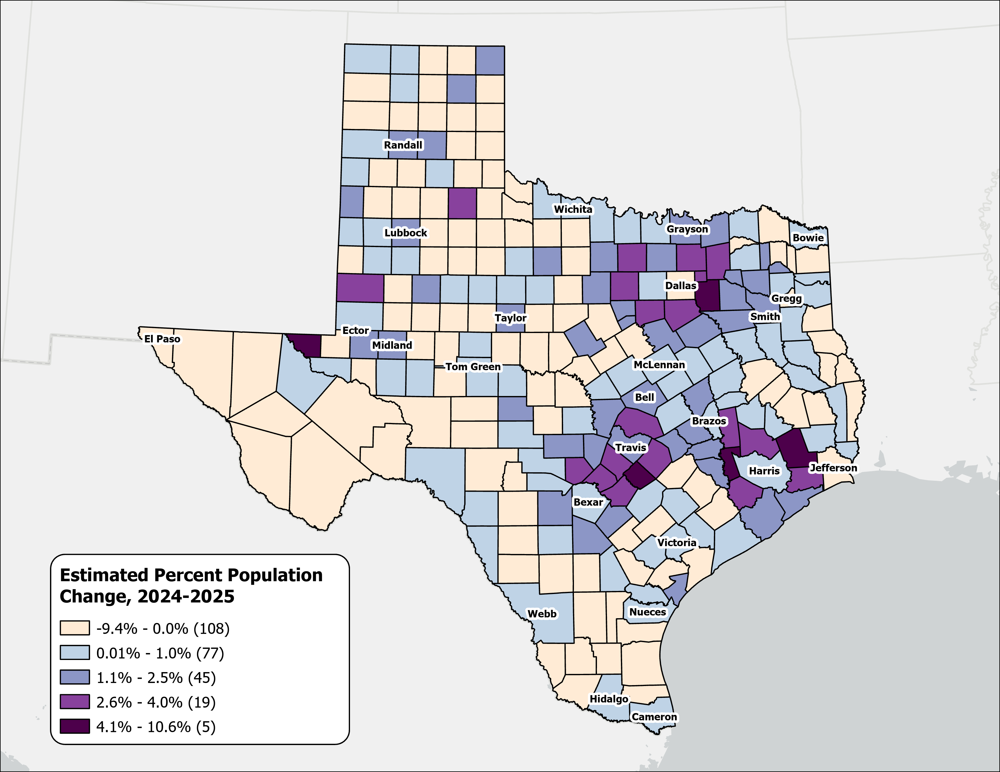 Randall
Wichita
Grayson
Lubbock
Bowie
Dallas
Gregg
Taylor
Smith
Ector
El Paso
Midland
Tom Green
McLennan
Bell
Brazos
Travis
Harris
Jefferson
Bexar
Victoria
Estimated Percent Population
Change, 2024-2025
-9.4% - 0.0% (108)
0.01% - 1.0% (77)
1.1% - 2.5% (45)
2.6% - 4.0% (19)
4.1% - 10.6% (5)
Nueces
Webb
Hidalgo
Cameron